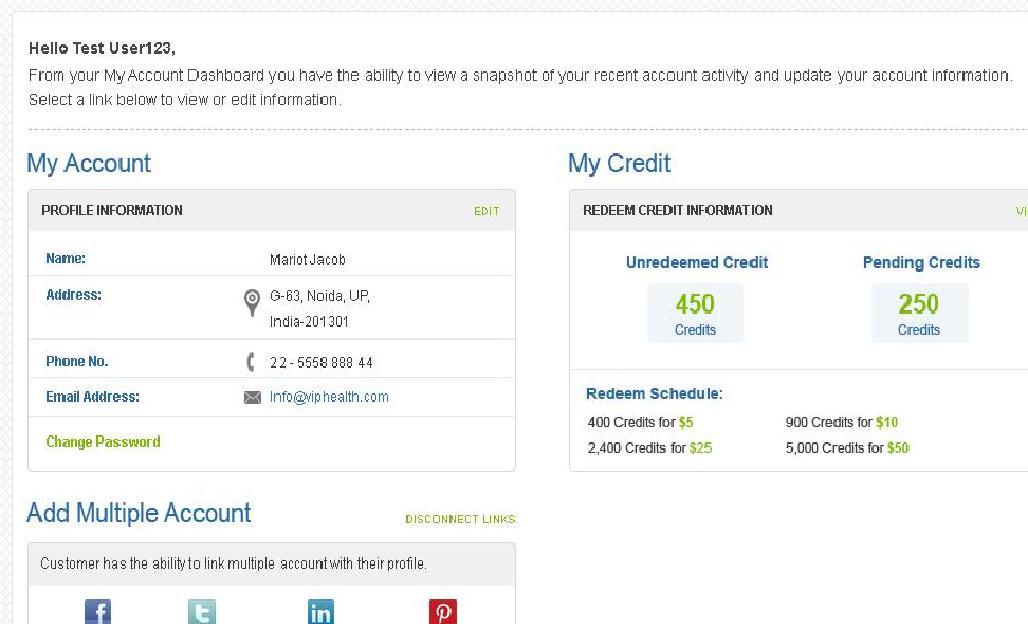 Hello Test User123,
From your My Account Dashboard you have the ability to view a snapshot of your recent account activity and update your account information.
Select a link below to view or edit information.
My Account
PROFILE INFORMATION EDIT
Name: Mariot Jacob
Address: G-63, Noida, UP,
India-201301
Phone No. 22 - 5558 888 44
Email Address: Info@viphealth.com
Change Password
My Credit
REDEEM CREDIT INFORMATION
Unredeemed Credit Pending Credits
450 250
Credits Credits
Redeem Schedule:
400 Credits for $5 900 Credits for $10
2,400 Credits for $25 5,000 Credits for $50
Add Multiple Account DISCONNECT LINKS
Customer has the ability to link multiple account with their profile.
f t in p